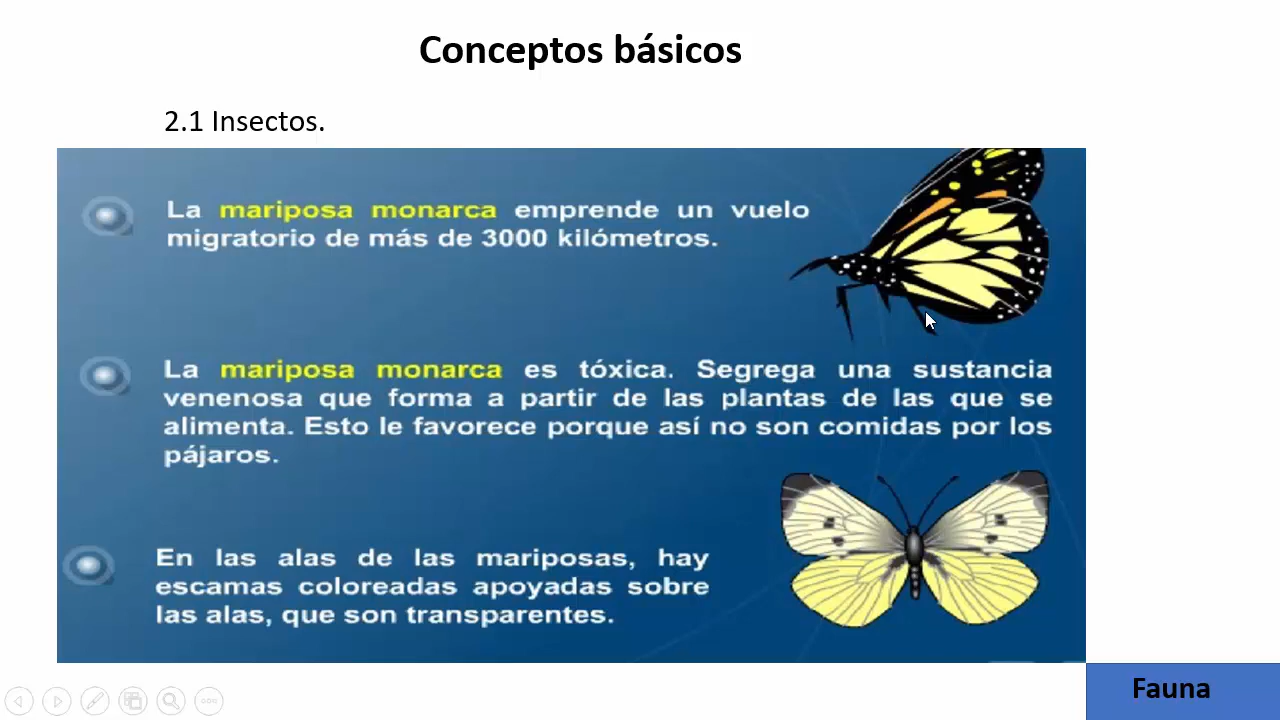 Conceptos básicos
2.1 Insectos.
La mariposa monarca emprende un vuelo
migratorio de más de 3000 kilómetros.
La mariposa monarca es tóxica. Segrega una sustancia
venenosa que forma a partir de las plantas de las que se
alimenta. Esto le favorece porque así no son comidas por los
pájaros.
En las alas de las mariposas, hay
escamas coloreadas apoyadas sobre
las alas, que son transparentes.
Fauna